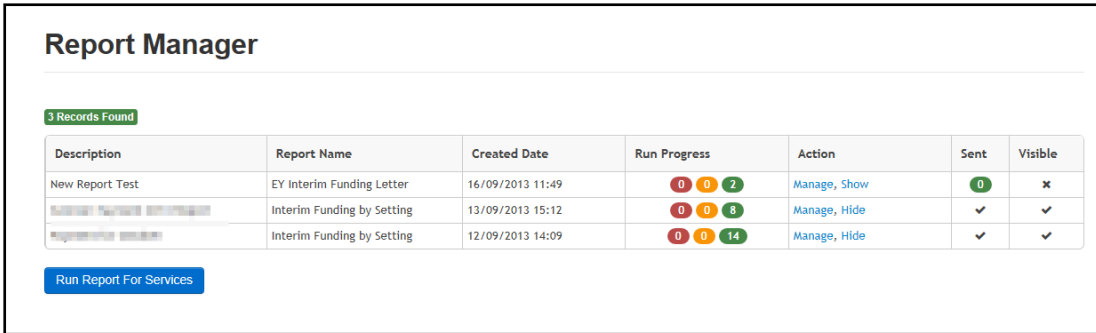 Report Manager
3 Records Found
Description Report Name Created Date Run Progress Action Sent Visible
New Report Test EY Interim Funding Letter 16/09/2013 11:49 0 0 2 Manage, Show 0
Interim Funding by Setting 13/09/2013 15:12 0 0 8 Manage, Hide
Interim Funding by Setting 12/09/2013 14:09 0 0 14 Manage, Hide
Run Report For Services